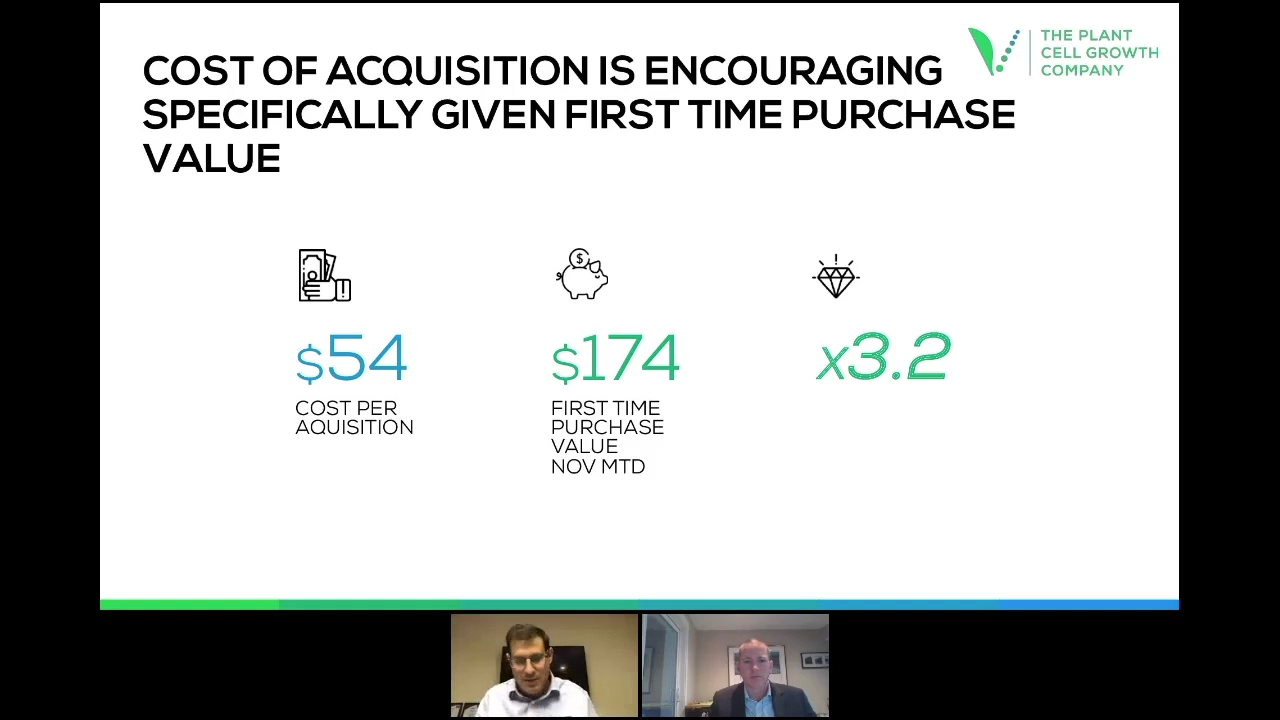 THE PLANT
CELL GROWTH
COMPANY
COST OF ACQUISITION IS ENCOURAGING
SPECIFICALLY GIVEN FIRST TIME PURCHASE
VALUE
$
$54
COST PER
AQUISITION
$174
FIRST TIME
PURCHASE
VALUE
NOV MTD
x3.2